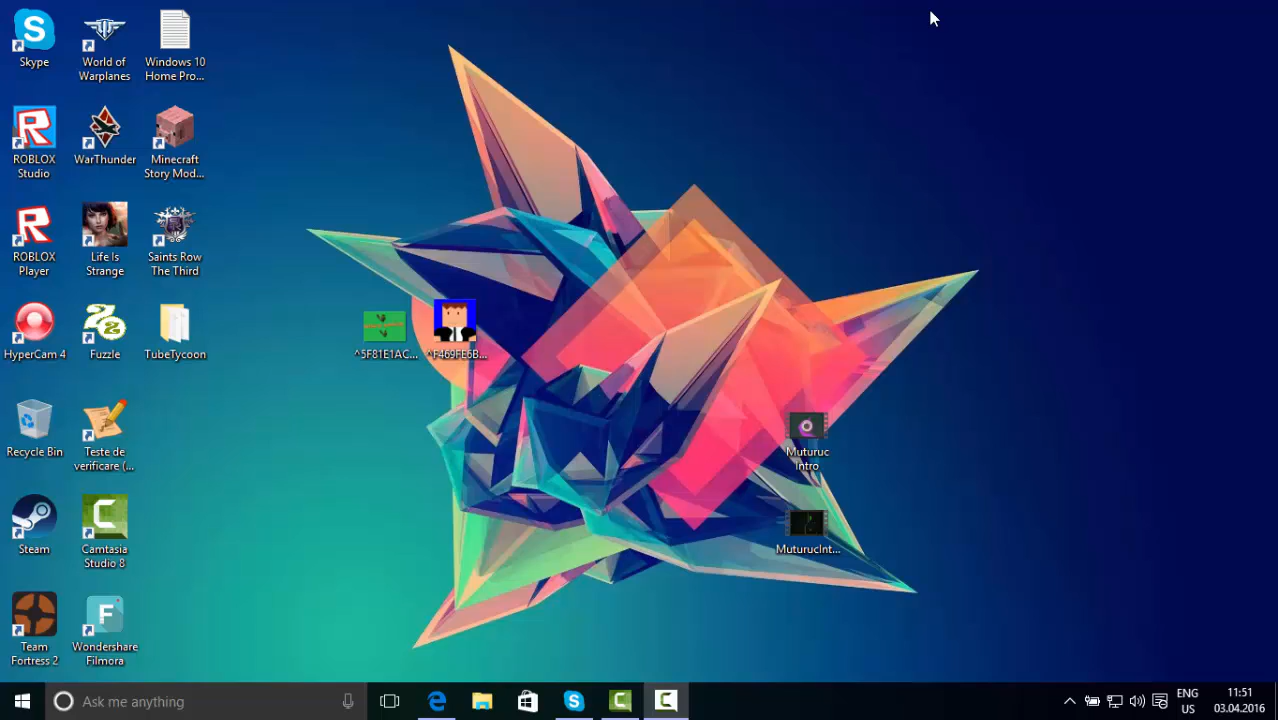 Skype
World of
Warplanes
Windows 10
Home Pro...
ROBLOX
Studio
WarThunder
Minecraft
Story Mod...
ROBLOX
Player
Life Is
Strange
Saints Row
The Third
HyperCam 4
Fuzzle
TubeTycoon
^5F81E1AC...
^F469FE6B...
Recycle Bin
Teste de
verificare (...
Muturuc
Intro
Steam
Camtasia
Studio 8
MuturucInt...
Team
Fortress 2
Wondershare
Filmora
Ask me anything
ENG
US
11:51
03.04.2016